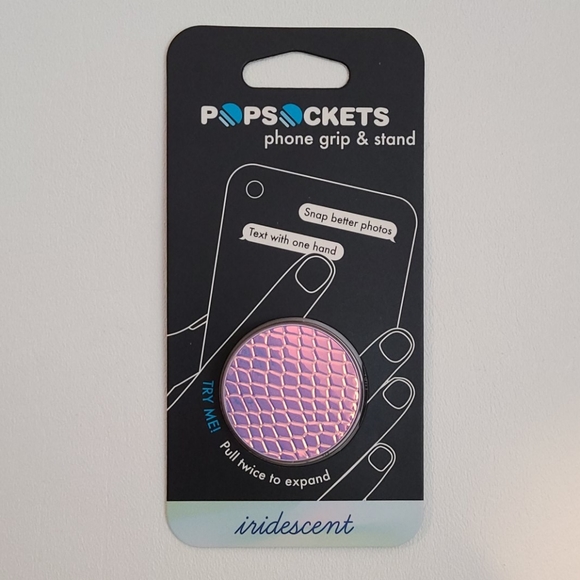 POPSOCKETS
phone grip & stand
Snap better photos
Text with one hand
TRY ME!
Pull twice to expand
iridescent